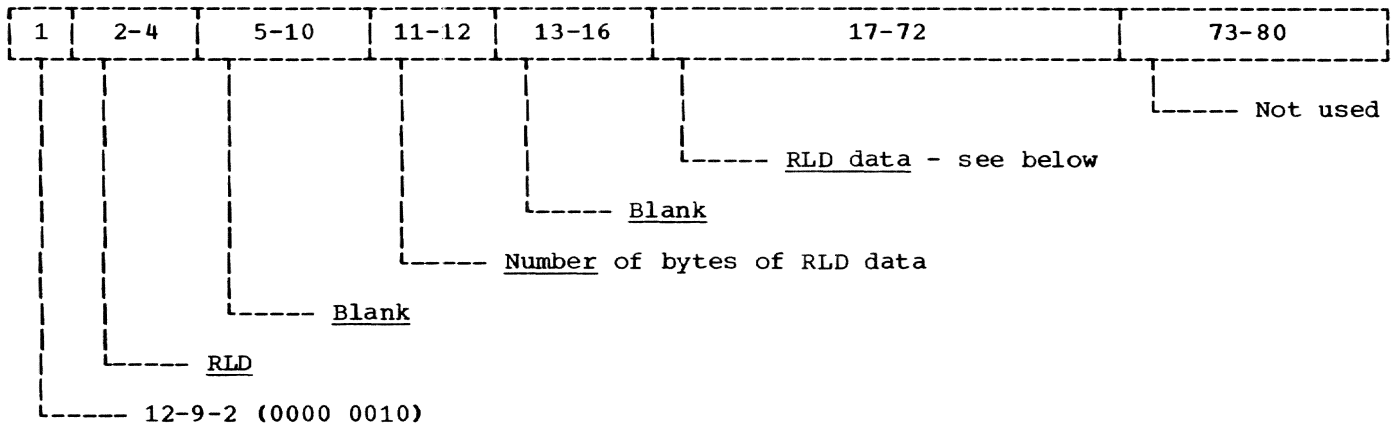 1 2-4 5-10 11-12 13-16 17-72 73-80
Not used
RLD data - see below
Blank
Number of bytes of RLD data
Blank
RLD
12-9-2 (0000 0010)